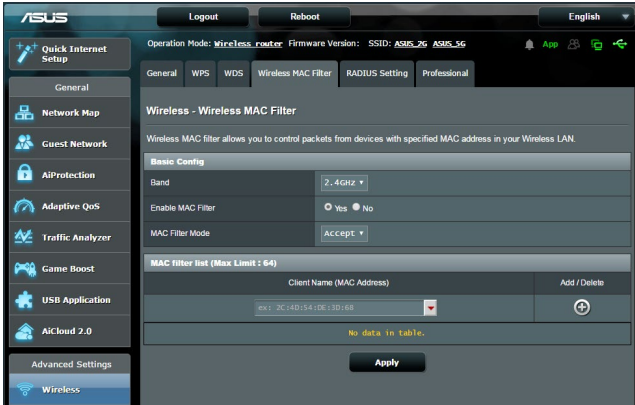 ASUS
Logout
Reboot
English
Quick Internet
Setup
Operation Mode: Wireless router Firmware Version: SSID: ASUS_2G ASUS_5G
App
General
WPS
WDS
Wireless MAC Filter
RADIUS Setting
Professional
General
Network Map
Guest Network
AiProtection
Adaptive QoS
Traffic Analyzer
Game Boost
USB Application
AiCloud 2.0
Advanced Settings
Wireless
Wireless - Wireless MAC Filter
Wireless MAC filter allows you to control packets from devices with specified MAC address in your Wireless LAN.
Basic Config
Band 2.4GHz
Enable MAC Filter Yes No
MAC Filter Mode Accept
MAC filter list (Max Limit : 64)
Client Name (MAC Address) Add / Delete
ex: 2C:4D:54:DE:3D:68
No data in table.
Apply